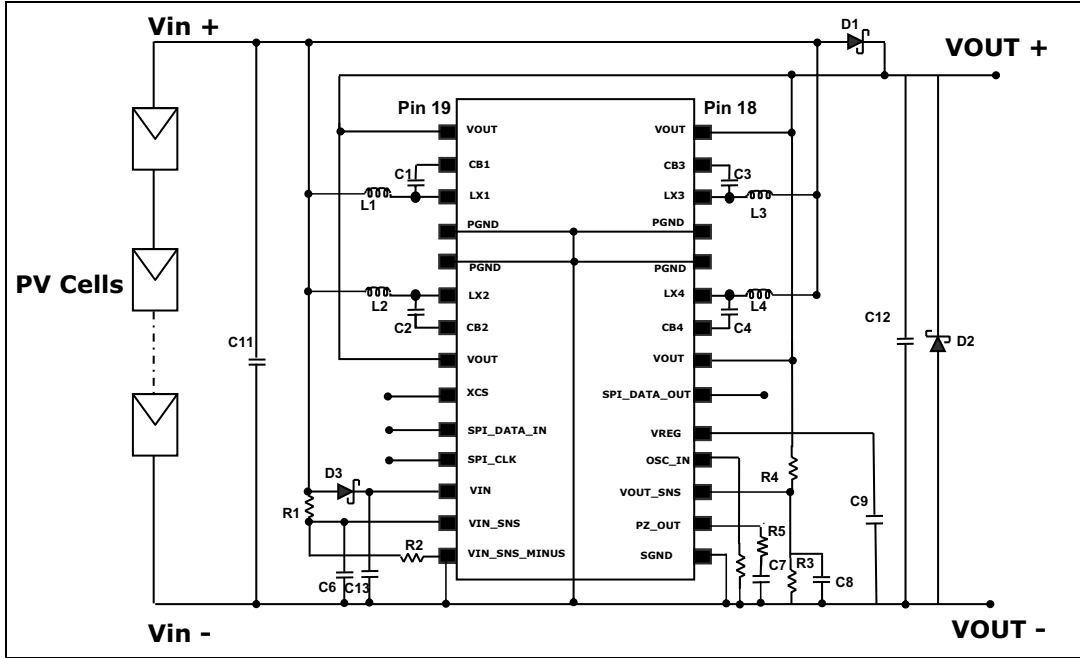 Vin +
D1
VOUT +
Pin 19
Pin 18
VOUT
VOUT
C1
CB1
CB3
C3
L1
LX1
LX3
L3
PGND
PGND
PGND
PGND
PV Cells
L2
LX2
LX4
L4
C2
CB2
CB4
C4
C12
C11
D2
VOUT
VOUT
XCS
SPI_DATA_OUT
SPI_DATA_IN
VREG
SPI_CLK
OSC_IN
D3
R4
VIN
VOUT_SNS
C9
R1
VIN_SNS
PZ_OUT
R5
R2
VIN_SNS_MINUS
SGND
R3
C6
C13
C7
C8
Vin -
VOUT -